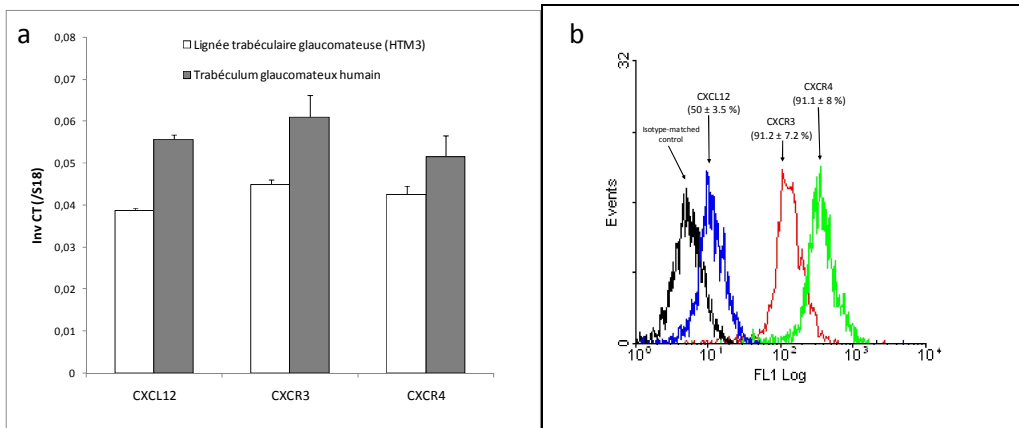 a
0,08
0,07
0,06
0,05
0,04
0,03
0,02
0,01
0
Inv CT (/S18)
Lignée trabéculaire glaucomateuse (HTM3)
Trabéculum glaucomateux humain
CXCL12
CXCR3
CXCR4
b
32
0
Events
Isotype-matched
control
CXCL12
(50 ± 3.5 %)
CXCR3
(91.2 ± 7.2 %)
CXCR4
(91.1 ± 8 %)
10⁰
10¹
10²
10³
10⁴
FL1 Log